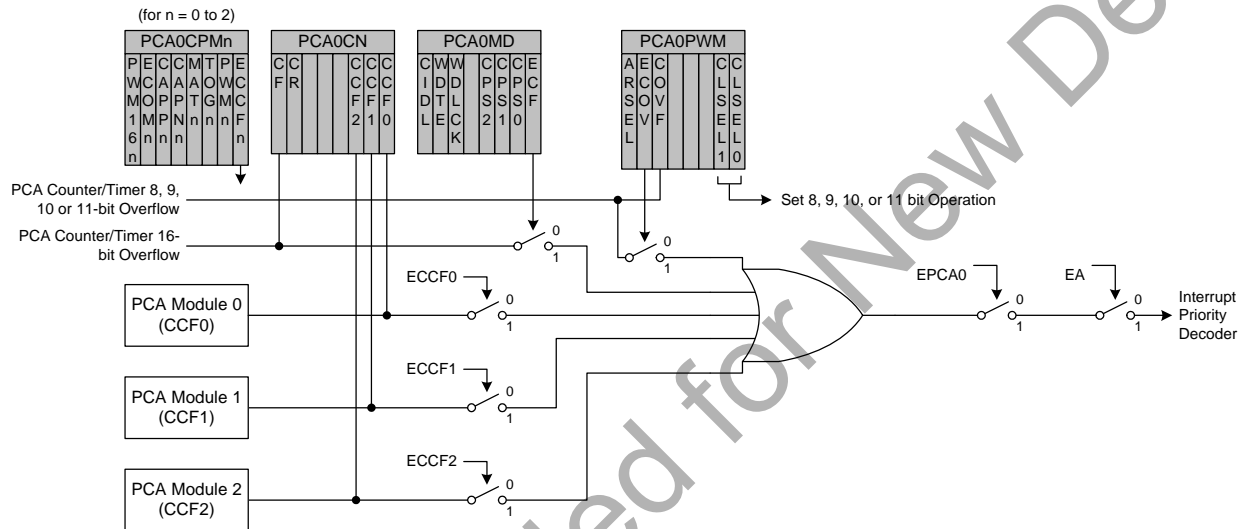 (for n = 0 to 2)
PCA0CPMn
PWM16n
ECOMn
CAPPn
CAPNn
MATn
TOGn
PWMn
ECCFn
PCA0CN
CF
CR
CCF2
CCF1
CCF0
PCA0MD
CIDL
WDTE
WDLCK
CPS2
CPS1
CPS0
ECF
PCA0PWM
ARSEL
ECOV
COVF
CLSEL1
CLSEL0
PCA Counter/Timer 8, 9,
10 or 11-bit Overflow
Set 8, 9, 10, or 11 bit Operation
PCA Counter/Timer 16-
bit Overflow
0
1
0
1
PCA Module 0
(CCF0)
ECCF0
0
1
EPCA0
0
1
EA
0
1
Interrupt
Priority
Decoder
PCA Module 1
(CCF1)
ECCF1
0
1
PCA Module 2
(CCF2)
ECCF2
0
1
ed for New De